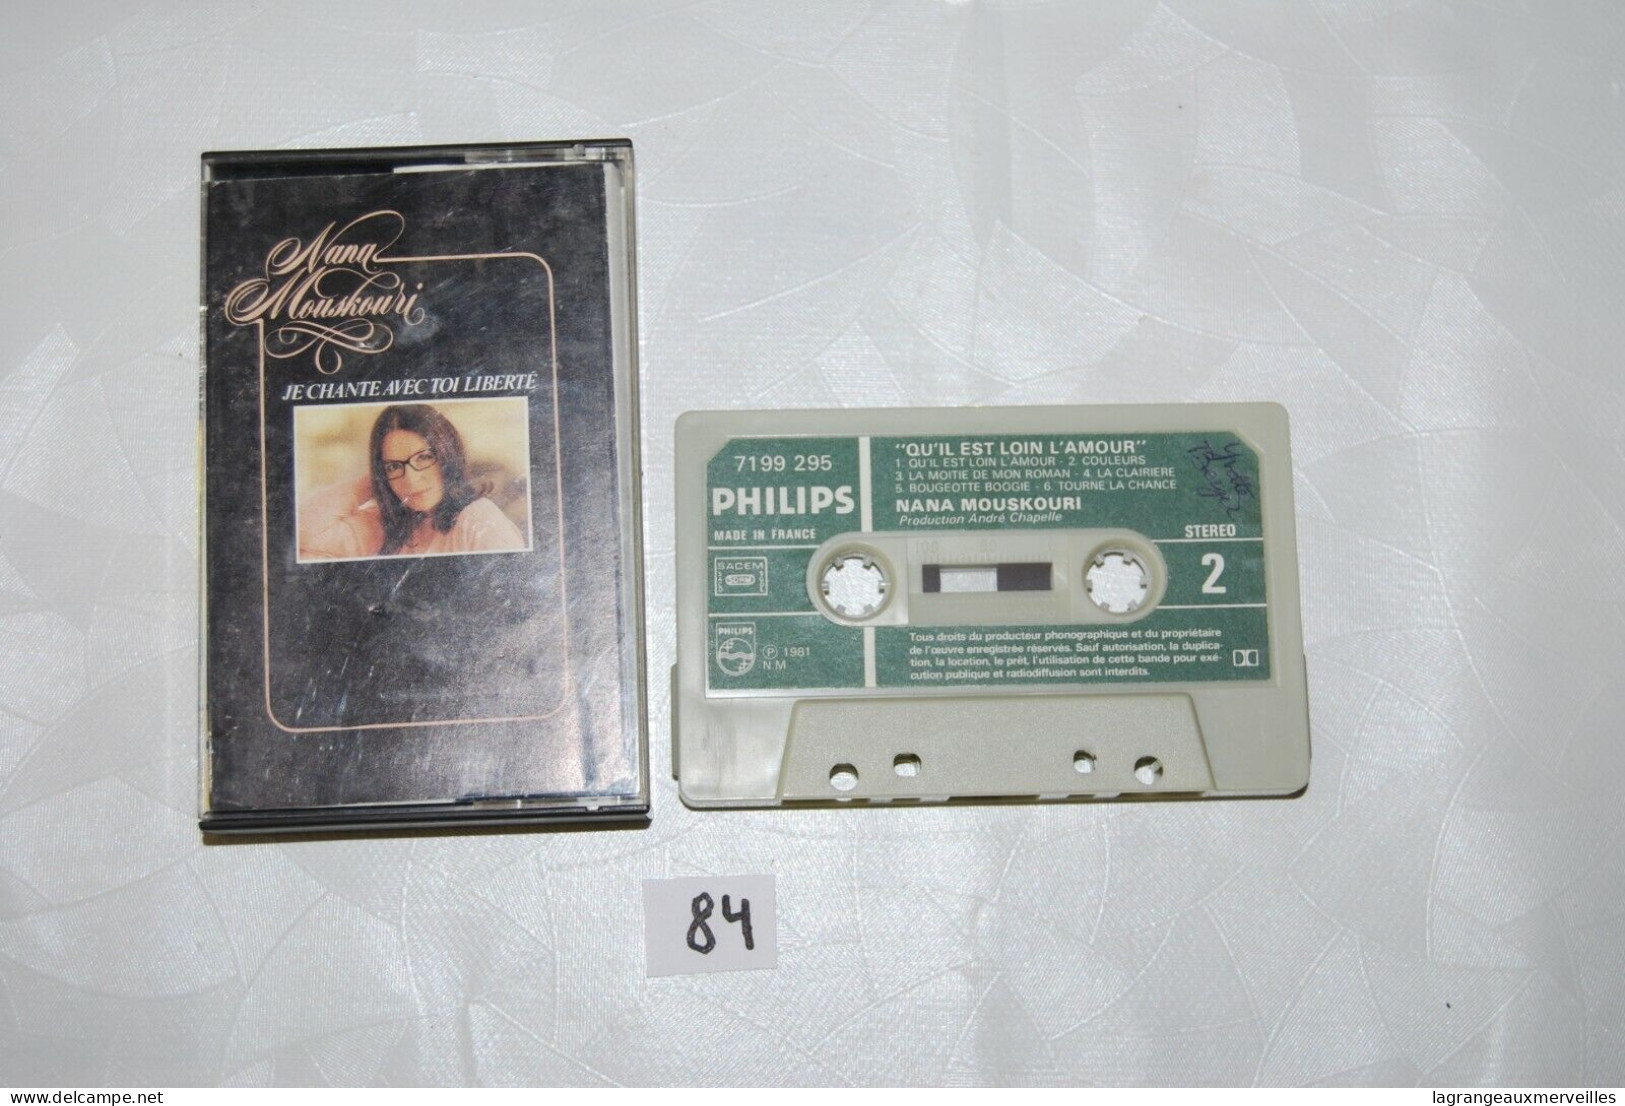 Nana
Mouskouri
JE CHANTE AVEC TOI LIBERTÉ
7199 295
PHILIPS
MADE IN FRANCE
SACEM
PHILIPS
Ⓟ 1981
N M
"QU'IL EST LOIN L'AMOUR"
1. QU'IL EST LOIN L'AMOUR - 2. COULEURS
3. LA MOITIE DE MON ROMAN - 4. LA CLAIRIERE
5. BOUGEOTTE BOOGIE - 6. TOURNE LA CHANCE
NANA MOUSKOURI
Production André Chapelle
STEREO
2
100 50
Tous droits du producteur phonographique et du propriétaire
de l'œuvre enregistrée réservés. Sauf autorisation, la duplica-
tion, la location, le prêt, l'utilisation de cette bande pour exé-
cution publique et radiodiffusion sont interdits.
84
delcampe.net
lagrangeauxmerveilles